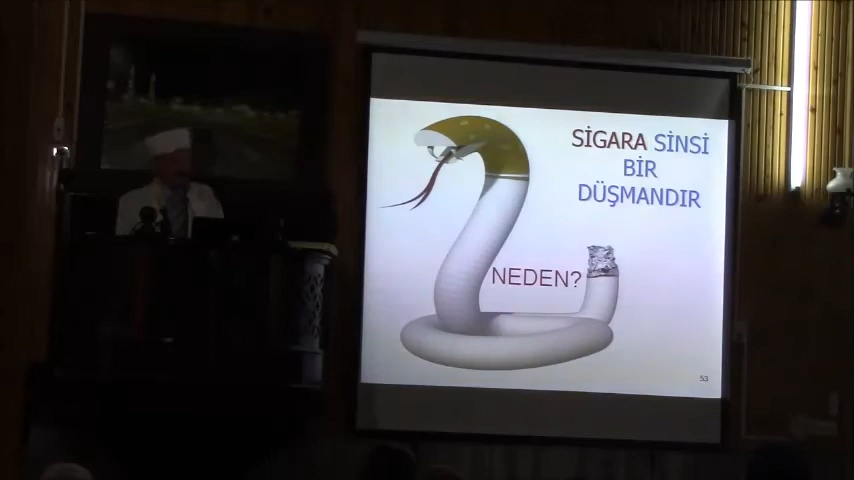 SİGARA SİNSİ
BİR
DÜŞMANDIR
NEDEN?
53